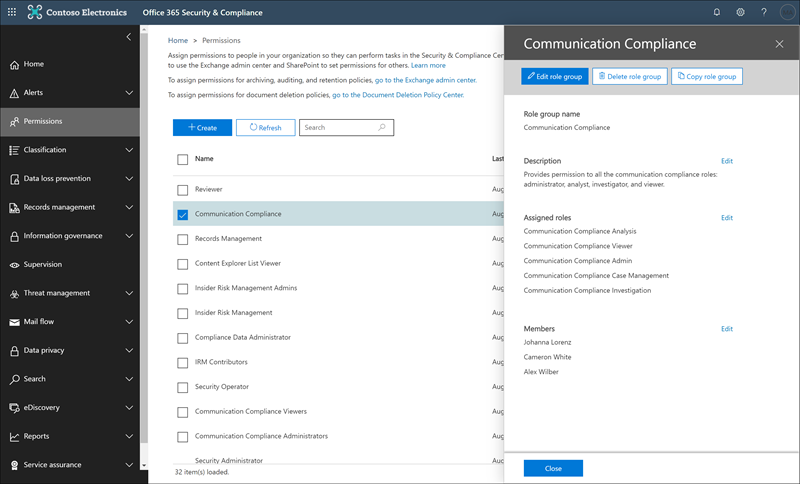 Contoso Electronics
Office 365 Security & Compliance
Home
Alerts
Permissions
Classification
Data loss prevention
Records management
Information governance
Supervision
Threat management
Mail flow
Data privacy
Search
eDiscovery
Reports
Service assurance
Home > Permissions
Assign permissions to people in your organization so they can perform tasks in the Security & Compliance Cen
to use the Exchange admin center and SharePoint to set permissions for others. Learn more
To assign permissions for archiving, auditing, and retention policies, go to the Exchange admin center.
To assign permissions for document deletion policies, go to the Document Deletion Policy Center.
Create
Refresh
Search
Name
Last
Reviewer
Aug
Communication Compliance
Aug
Records Management
Aug
Content Explorer List Viewer
Aug
Insider Risk Management Admins
Aug
Insider Risk Management
Aug
Compliance Data Administrator
Aug
IRM Contributors
Aug
Security Operator
Aug
Communication Compliance Viewers
Aug
Communication Compliance Administrators
Aug
Security Administrator
Aug
32 item(s) loaded.
Communication Compliance
Edit role group
Delete role group
Copy role group
Role group name
Communication Compliance
Description
Edit
Provides permission to all the communication compliance roles:
administrator, analyst, investigator, and viewer.
Assigned roles
Edit
Communication Compliance Analysis
Communication Compliance Viewer
Communication Compliance Admin
Communication Compliance Case Management
Communication Compliance Investigation
Members
Edit
Johanna Lorenz
Cameron White
Alex Wilber
Close